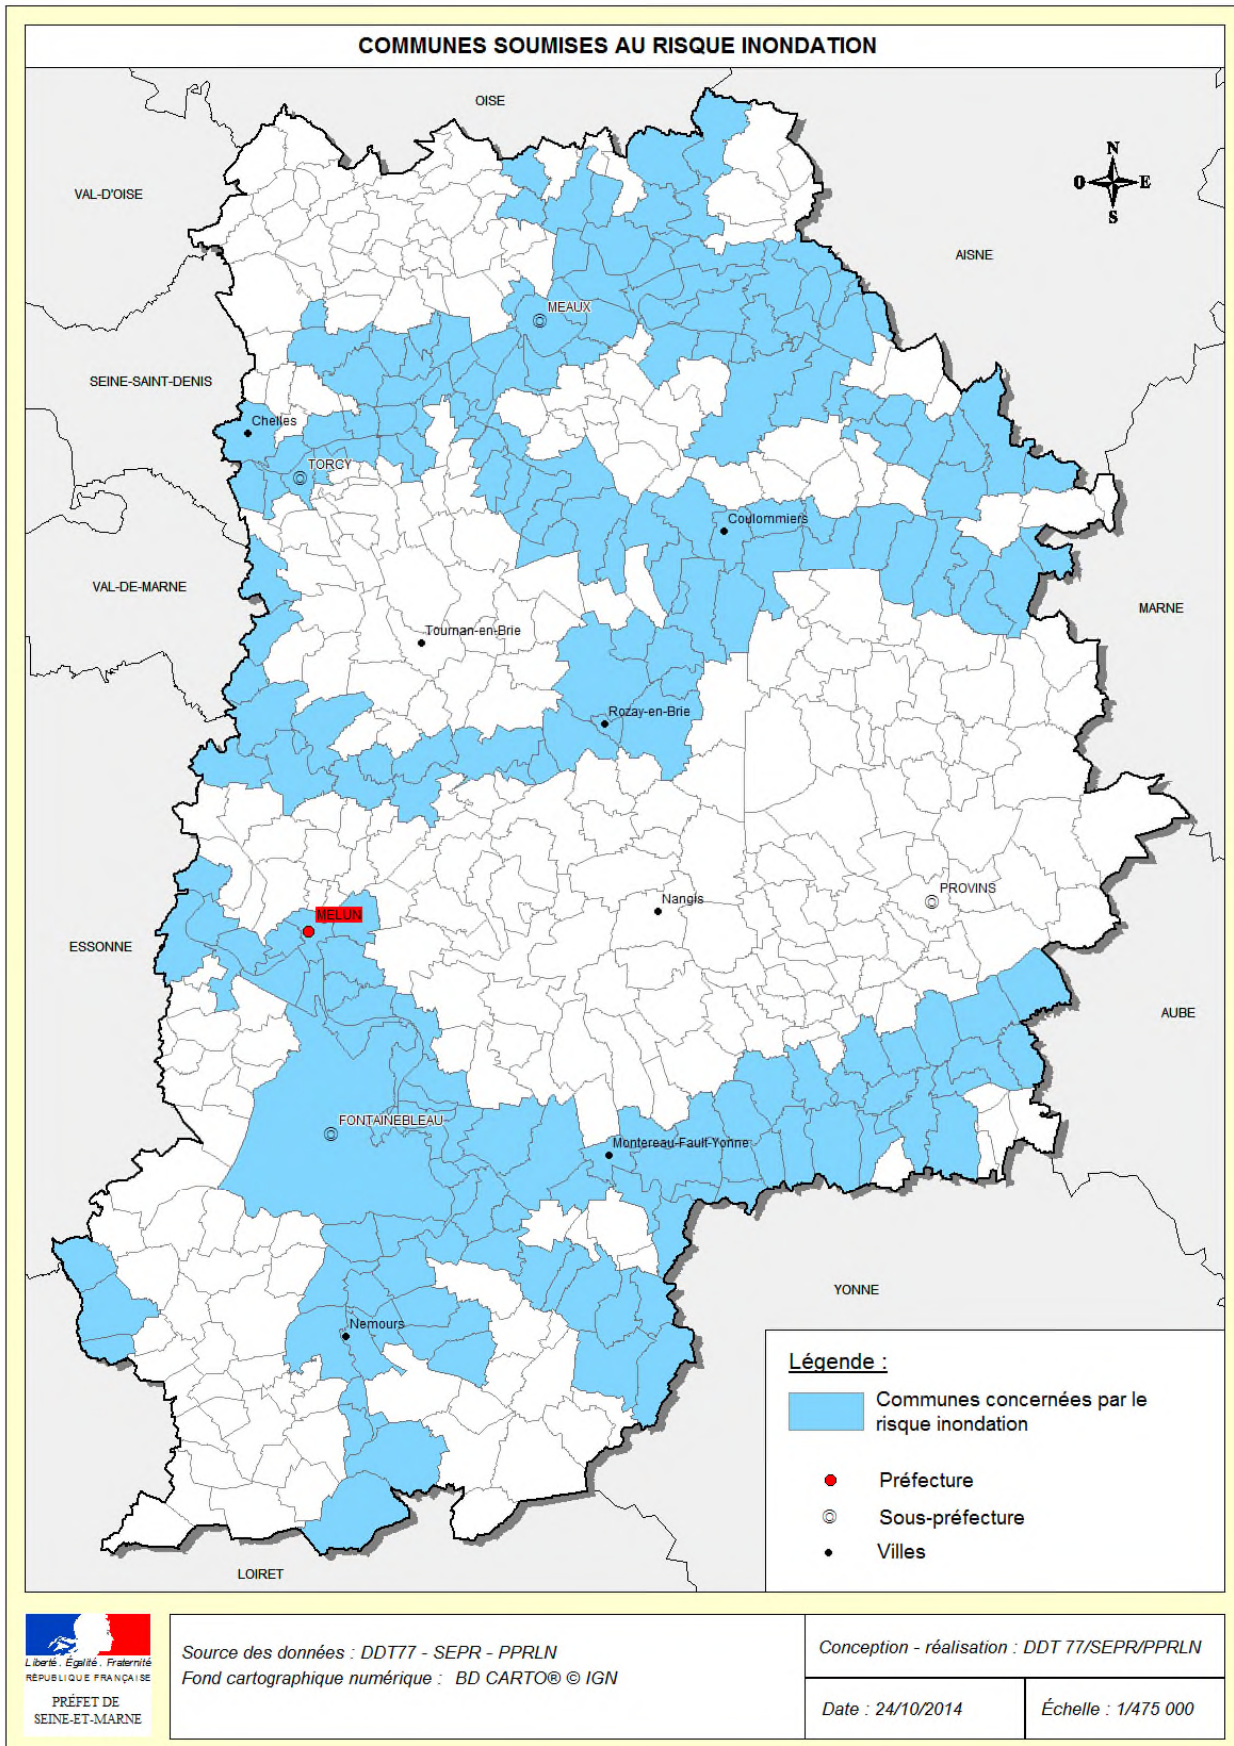 COMMUNES SOUMISES AU RISQUE INONDATION
OISE
N
O
E
S
VAL-D'OISE
AISNE
MEAUX
SEINE-SAINT-DENIS
Chelles
TORCY
Coulommiers
VAL-DE-MARNE
MARNE
Tournan-en-Brie
Rozay-en-Brie
PROVINS
Nangis
MELUN
ESSONNE
AUBE
FONTAINEBLEAU
Montereau-Fault-Yonne
YONNE
Nemours
LOIRET
Légende :
Communes concernées par le
risque inondation
Préfecture
Sous-préfecture
Villes
Liberté . Égalité . Fraternité
RÉPUBLIQUE FRANÇAISE
PRÉFET DE
SEINE-ET-MARNE
Source des données : DDT77 - SEPR - PPRLN
Fond cartographique numérique : BD CARTO® © IGN
Conception - réalisation : DDT 77/SEPR/PPRLN
Date : 24/10/2014
Échelle : 1/475 000